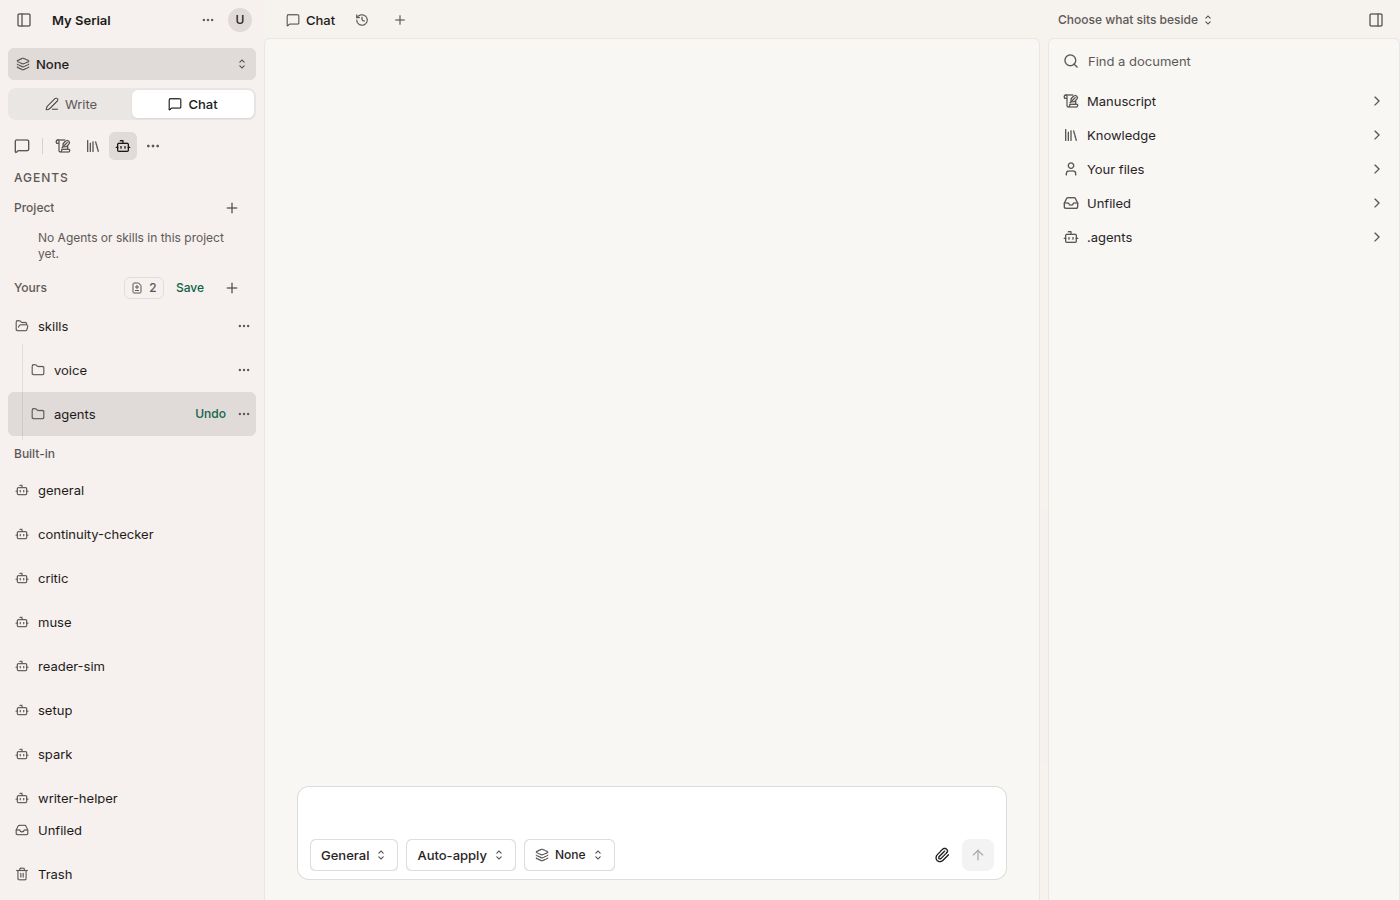 My Serial
U
None
Write
Chat
AGENTS
Project
No Agents or skills in this project
yet.
Yours
2
Save
skills
voice
agents
Undo
Built-in
general
continuity-checker
critic
muse
reader-sim
setup
spark
writer-helper
Unfiled
Trash
Chat
General
Auto-apply
None
Choose what sits beside
Find a document
Manuscript
Knowledge
Your files
Unfiled
.agents